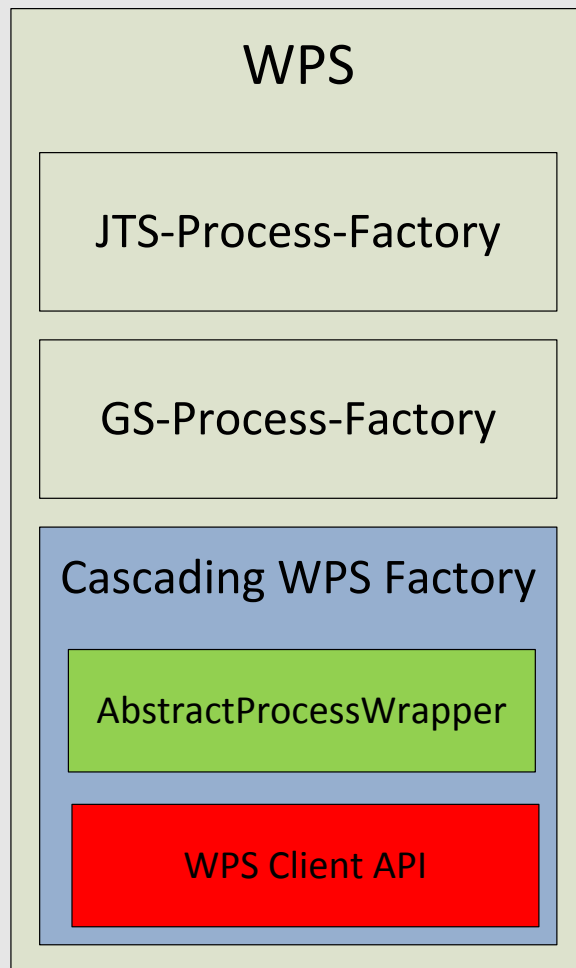 WPS
JTS-Process-Factory
GS-Process-Factory
Cascading WPS Factory
AbstractProcessWrapper
WPS Client API